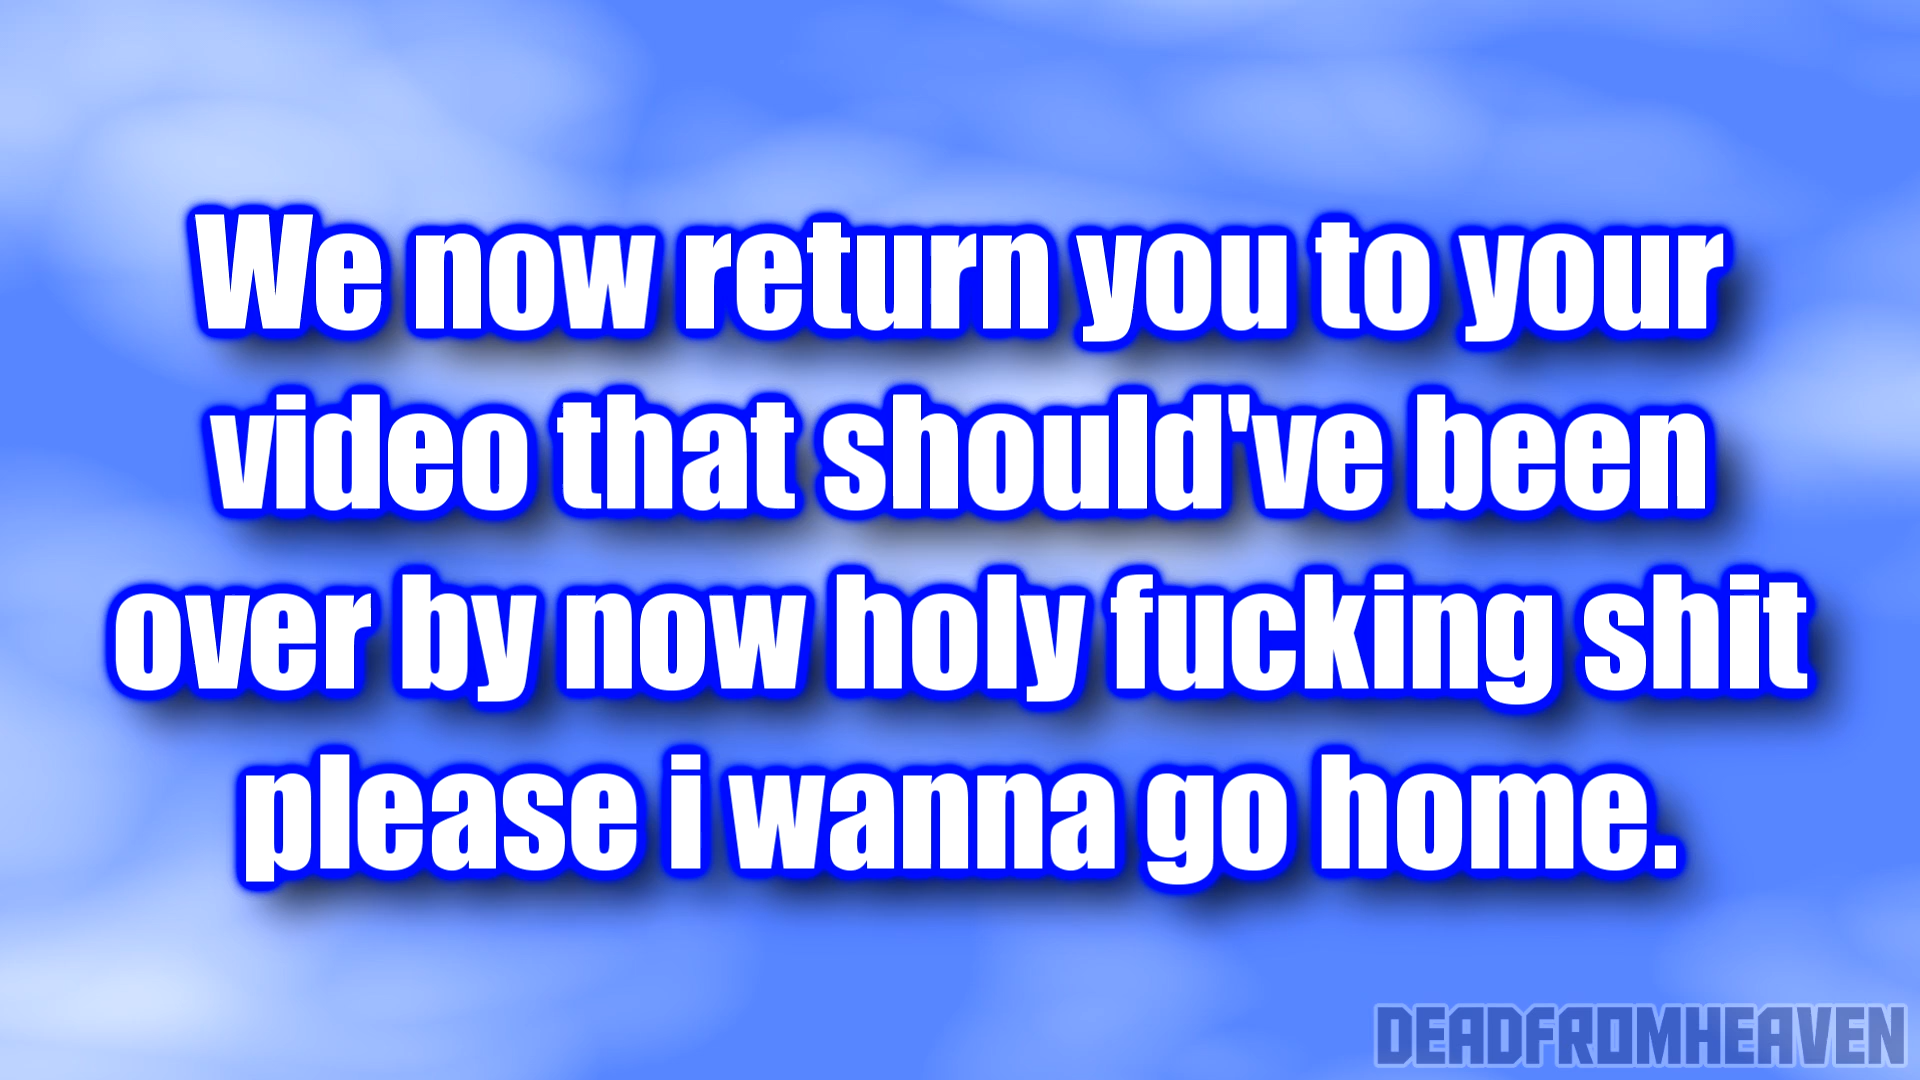 We now return you to your
video that should've been
over by now holy fucking shit
please i wanna go home.
DEADFROMHEAVEN